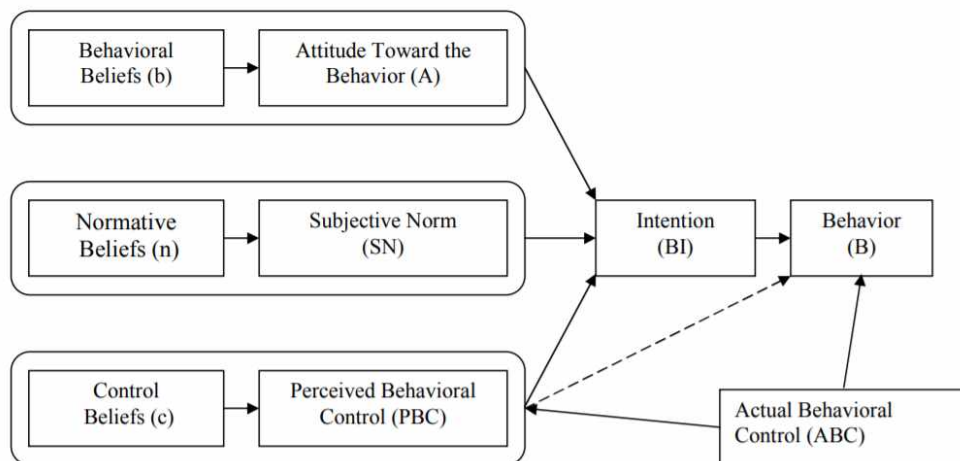 Behavioral
Beliefs (b)
Attitude Toward the
Behavior (A)
Normative
Beliefs (n)
Subjective Norm
(SN)
Intention
(BI)
Behavior
(B)
Control
Beliefs (c)
Perceived Behavioral
Control (PBC)
Actual Behavioral
Control (ABC)